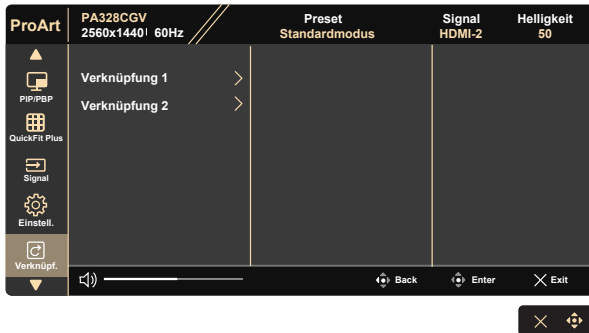 ProArt
PA328CGV
2560x1440 60Hz
Preset
Standardmodus
Signal
HDMI-2
Helligkeit
50
PIP/PBP
QuickFit Plus
Signal
Einstell.
Verknüpf.
Verknüpfung 1
Verknüpfung 2
Back
Enter
Exit